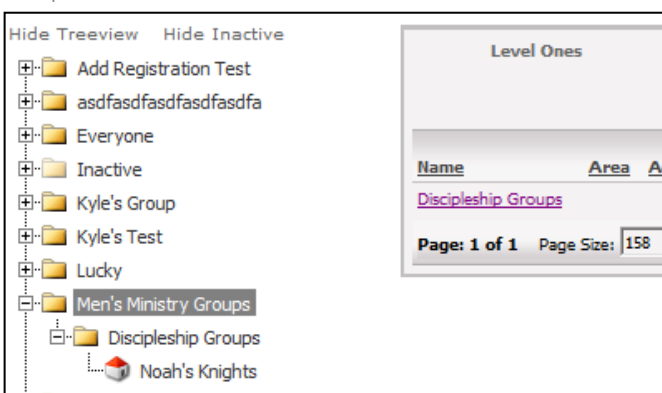 Hide Treeview Hide Inactive
Add Registration Test
asdfasdfasdfasdfasdfa
Everyone
Inactive
Kyle's Group
Kyle's Test
Lucky
Men's Ministry Groups
Discipleship Groups
Noah's Knights
Level Ones
Name Area
Discipleship Groups
Page: 1 of 1 Page Size: 158